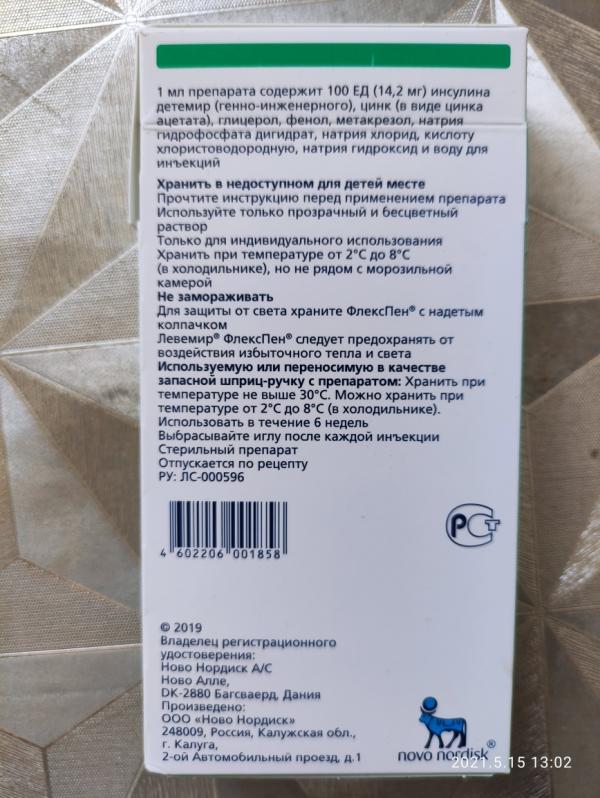 1 мл препарата содержит 100 ЕД (14,2 мг) инсулина
детемир (генно-инженерного), цинк (в виде цинка
ацетата), глицерол, фенол, метакрезол, натрия
гидрофосфата дигидрат, натрия хлорид, кислоту
хлористоводородную, натрия гидроксид и воду для
инъекций
Хранить в недоступном для детей месте
Прочтите инструкцию перед применением препарата
Используйте только прозрачный и бесцветный
раствор
Только для индивидуального использования
Хранить при температуре от 2°С до 8°С
(в холодильнике), но не рядом с морозильной
камерой
Не замораживать
Для защиты от света храните ФлексПен® с надетым
колпачком
Левемир® ФлексПен® следует предохранять от
воздействия избыточного тепла и света
Используемую или переносимую в качестве
запасной шприц-ручку с препаратом: Хранить при
температуре не выше 30°С. Можно хранить при
температуре от 2°С до 8°С (в холодильнике).
Использовать в течение 6 недель
Выбрасывайте иглу после каждой инъекции
Стерильный препарат
Отпускается по рецепту
РУ: ЛС-000596
4 602206 001858
РСТ
© 2019
Владелец регистрационного
удостоверения:
Ново Нордиск А/С
Ново Алле,
DK-2880 Багсваерд, Дания
Произведено:
ООО «Ново Нордиск»
248009, Россия, Калужская обл.,
г. Калуга,
2-ой Автомобильный проезд, д.1
novo nordisk®
2021.5.15 13:02